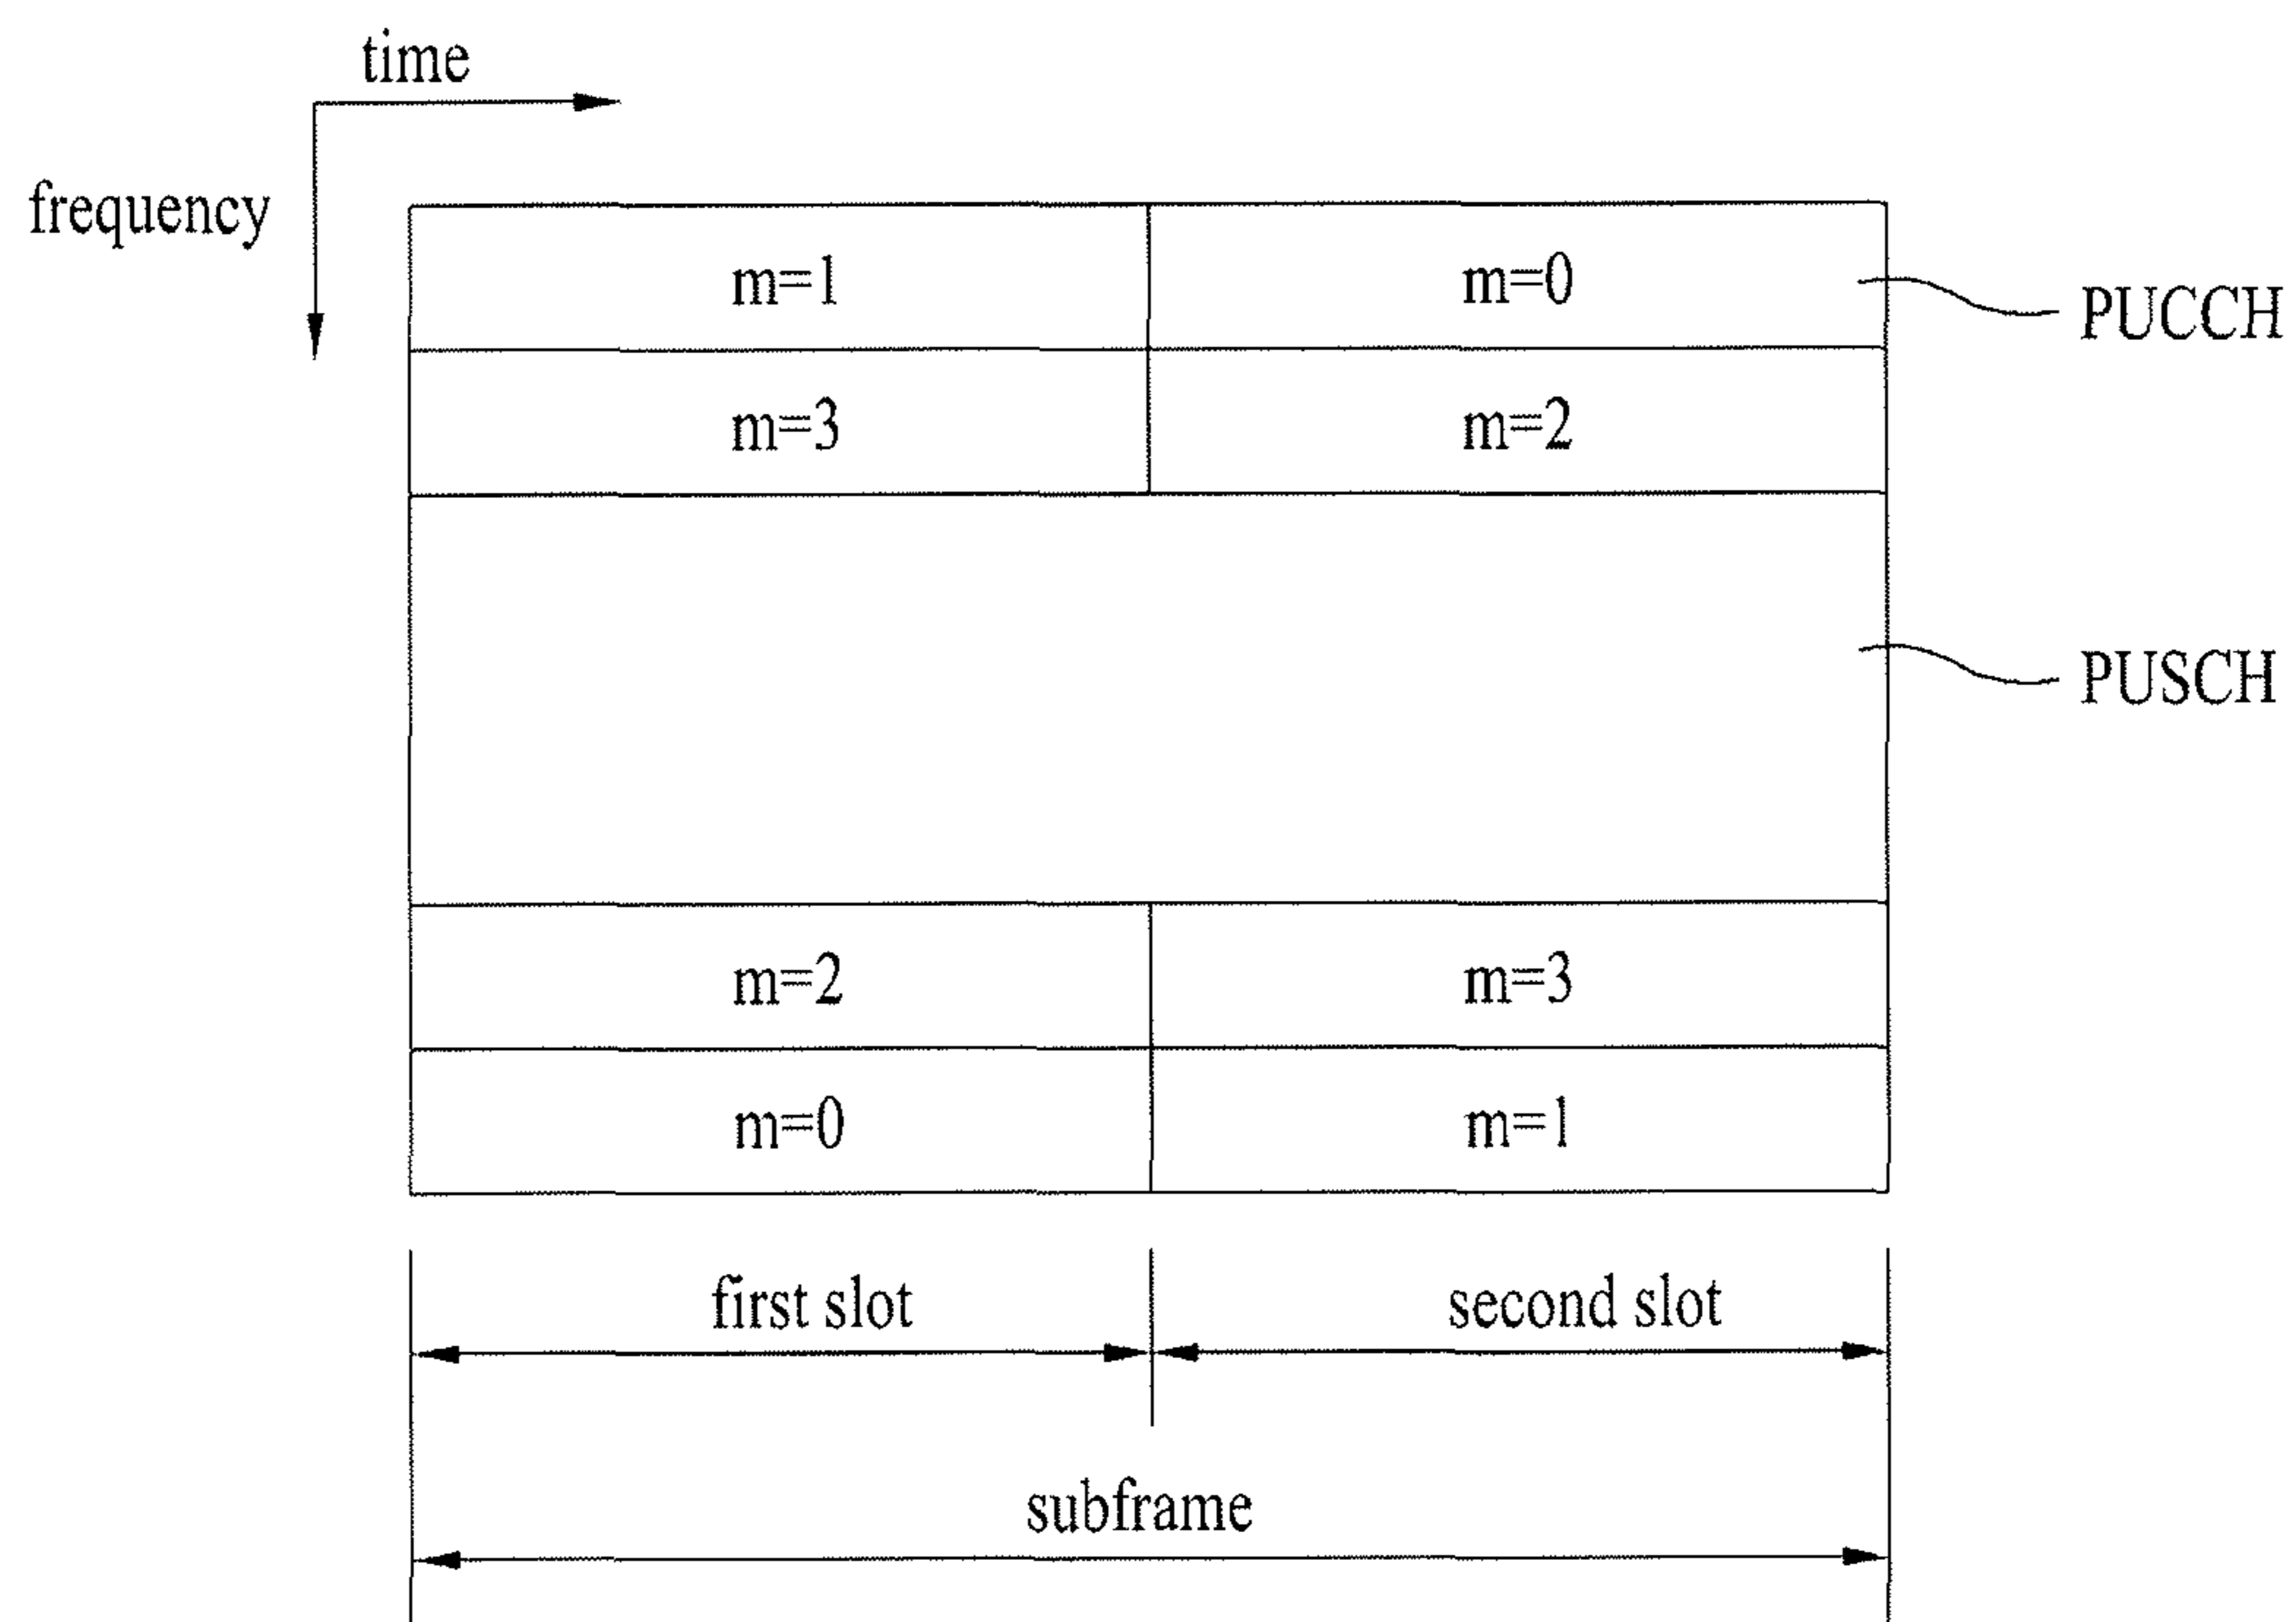 time
frequency
m=1 m=0
PUCCH
m=3 m=2
PUSCH
m=2 m=3
m=0 m=1
first slot second slot
subframe